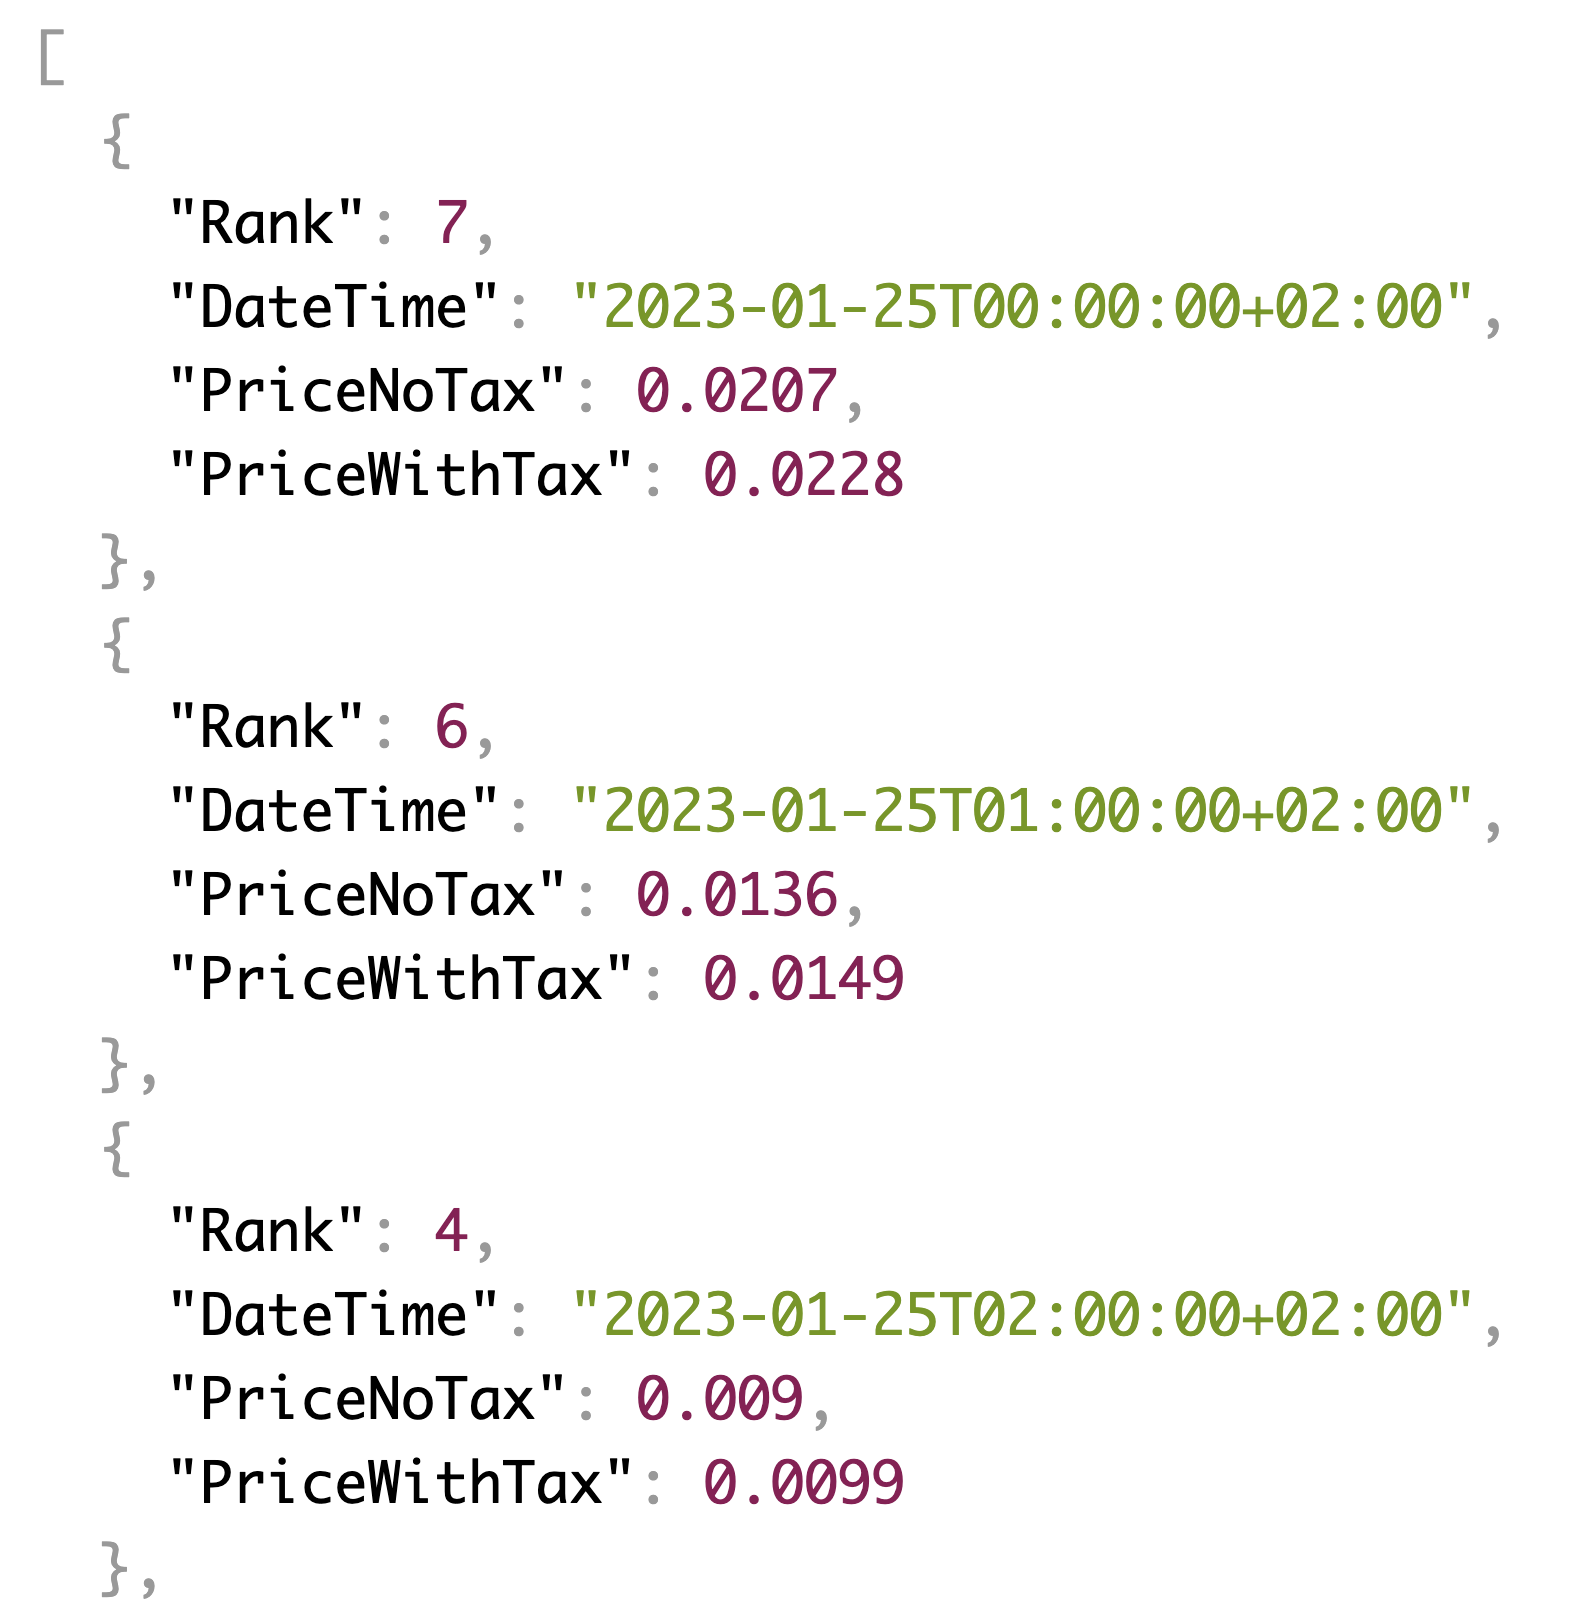 [
  {
    "Rank": 7,
    "DateTime": "2023-01-25T00:00:00+02:00",
    "PriceNoTax": 0.0207,
    "PriceWithTax": 0.0228
  },
  {
    "Rank": 6,
    "DateTime": "2023-01-25T01:00:00+02:00",
    "PriceNoTax": 0.0136,
    "PriceWithTax": 0.0149
  },
  {
    "Rank": 4,
    "DateTime": "2023-01-25T02:00:00+02:00",
    "PriceNoTax": 0.009,
    "PriceWithTax": 0.0099
  },